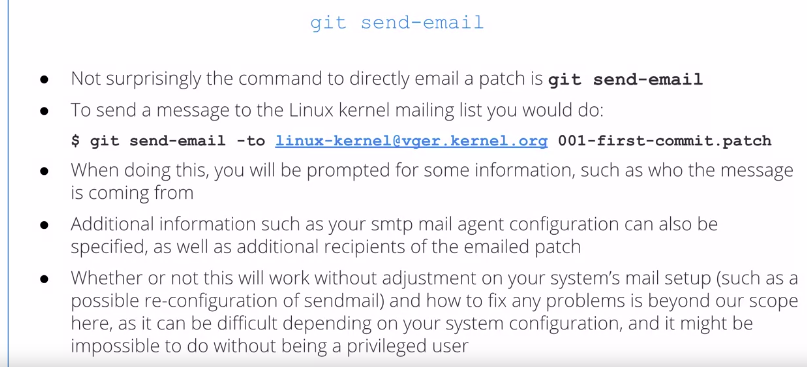 git send-email
● Not surprisingly the command to directly email a patch is git send-email
● To send a message to the Linux kernel mailing list you would do:
$ git send-email -to linux-kernel@vger.kernel.org 001-first-commit.patch
● When doing this, you will be prompted for some information, such as who the message
is coming from
● Additional information such as your smtp mail agent configuration can also be
specified, as well as additional recipients of the emailed patch
● Whether or not this will work without adjustment on your system’s mail setup (such as a
possible re-configuration of sendmail) and how to fix any problems is beyond our scope
here, as it can be difficult depending on your system configuration, and it might be
impossible to do without being a privileged user